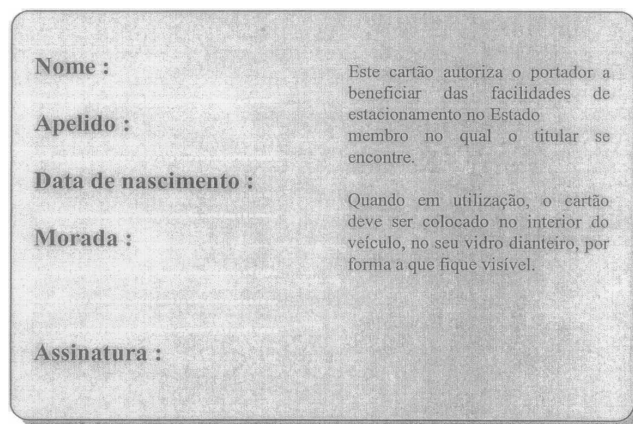 Nome :
Apelido :
Data de nascimento :
Morada :
Assinatura :
Este cartão autoriza o portador a
beneficiar das facilidades de
estacionamento no Estado
membro no qual o titular se
encontre.
Quando em utilização, o cartão
deve ser colocado no interior do
veículo, no seu vidro dianteiro, por
forma a que fique visível.